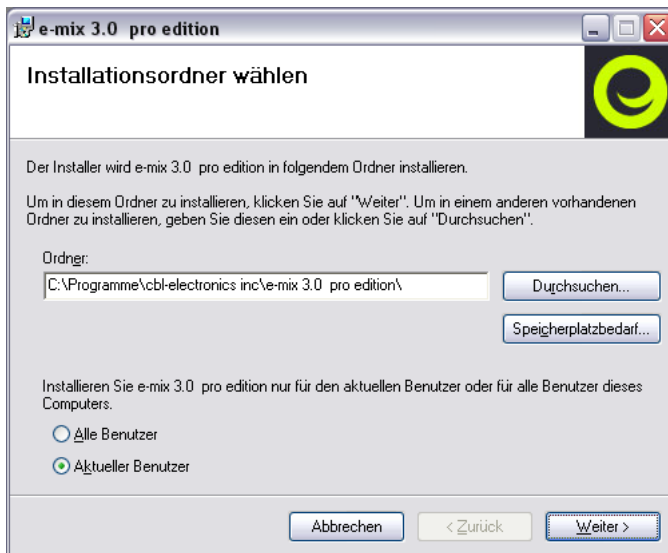 e-mix 3.0  pro edition
Installationsordner wählen
Der Installer wird e-mix 3.0  pro edition in folgendem Ordner installieren.
Um in diesem Ordner zu installieren, klicken Sie auf "Weiter". Um in einem anderen vorhandenen
Ordner zu installieren, geben Sie diesen ein oder klicken Sie auf "Durchsuchen".
Ordner:
C:\Programme\cbl-electronics inc\e-mix 3.0  pro edition\
Durchsuchen...
Speicherplatzbedarf...
Installieren Sie e-mix 3.0  pro edition nur für den aktuellen Benutzer oder für alle Benutzer dieses
Computers.
Alle Benutzer
Aktueller Benutzer
Abbrechen
< Zurück
Weiter >